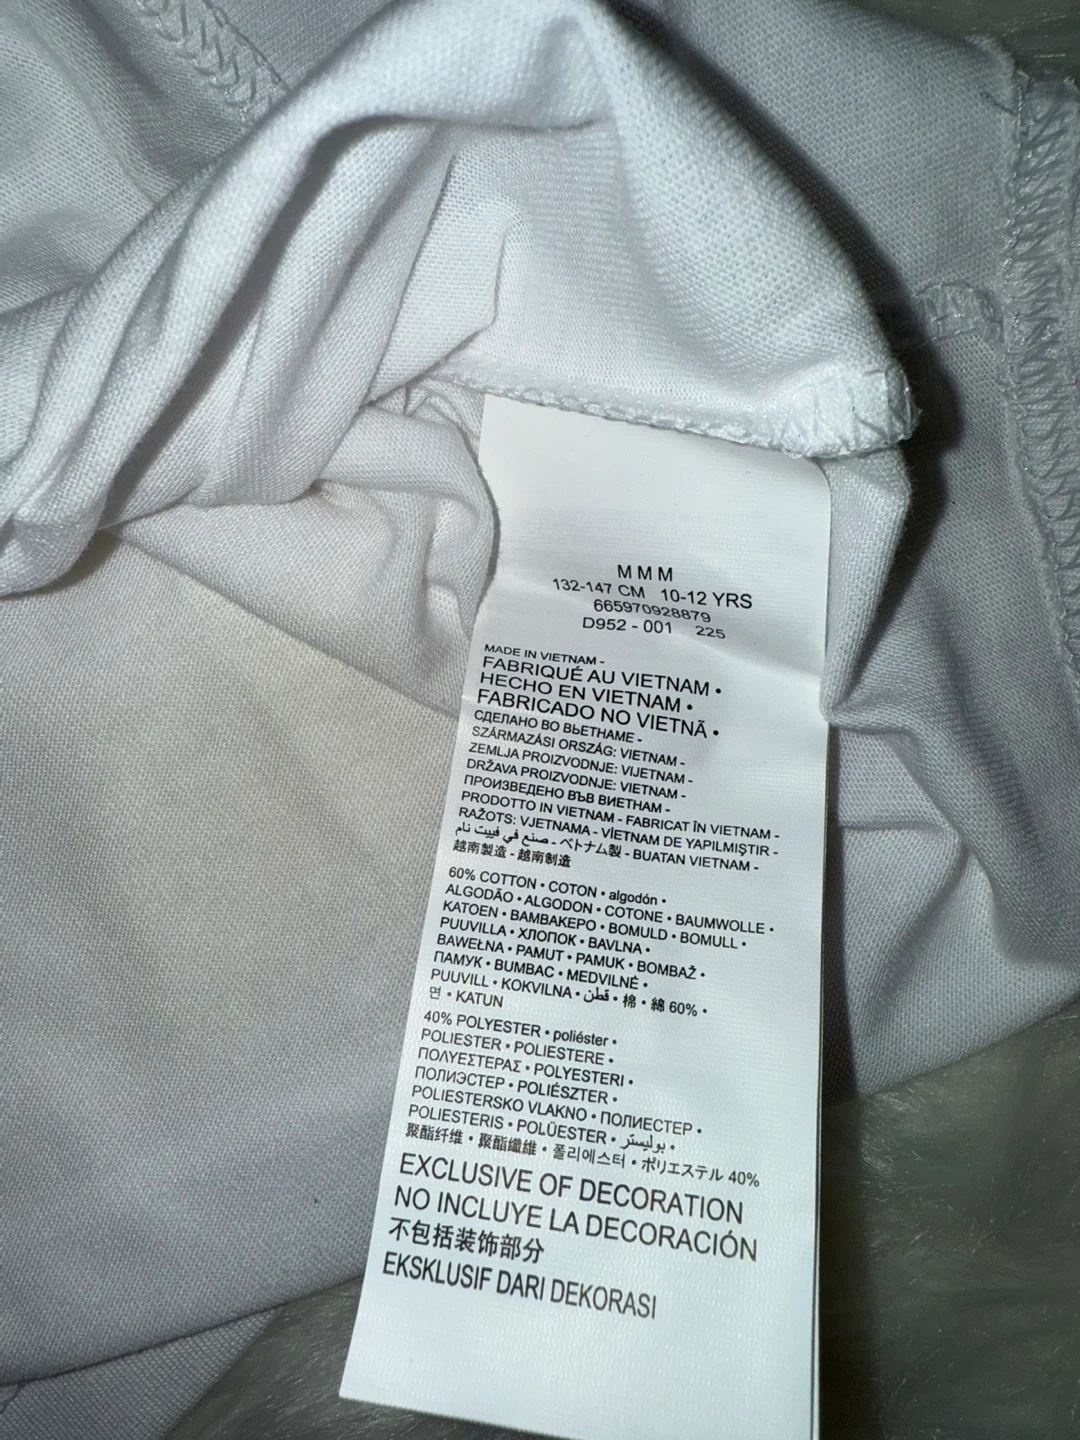 M M M
132-147 CM 10-12 YRS
665970928879
D952 - 001 225
MADE IN VIETNAM -
FABRIQUÉ AU VIETNAM •
HECHO EN VIETNAM •
FABRICADO NO VIETNÃ •
СДЕЛАНО ВО ВЬЕТНАМЕ -
SZÁRMAZÁSI ORSZÁG: VIETNAM -
ZEMLJA PROIZVODNJE: VIJETNAM -
DRŽAVA PROIZVODNJE: VIETNAM -
ПРОИЗВЕДЕНО ВЪВ ВИЕТНАМ -
PRODOTTO IN VIETNAM - FABRICAT ÎN VIETNAM -
RAŽOTS: VJETNAMA - VİETNAM DE YAPILMIŞTIR -
صنع في فييت نام - ベトナム製 - BUATAN VIETNAM -
越南製造 - 越南制造
60% COTTON • COTON • algodón •
ALGODÃO • ALGODON • COTONE • BAUMWOLLE •
KATOEN • ΒΑΜΒΑΚΕΡΟ • BOMULD • BOMULL •
PUUVILLA • ХЛОПОК • BAVLNA •
BAWEŁNA • PAMUT • PAMUK • BOMBAŽ •
ПАМУК • BUMBAC • MEDVILNĖ •
PUUVILL • KOKVILNA • قطن • 棉 • 綿 60% •
면 • KATUN
40% POLYESTER • poliéster •
POLIESTER • POLIESTERE •
ΠΟΛΥΕΣΤΕΡΑΣ • POLYESTERI •
ПОЛИЭСТЕР • POLIÉSZTER •
POLIESTERSKO VLAKNO • ПОЛИЕСТЕР •
POLIESTERIS • POLÜESTER • بوليستر •
聚酯纤维 • 聚酯纖維 • 폴리에스터 • ポリエステル 40%
EXCLUSIVE OF DECORATION
NO INCLUYE LA DECORACIÓN
不包括装饰部分
EKSKLUSIF DARI DEKORASI